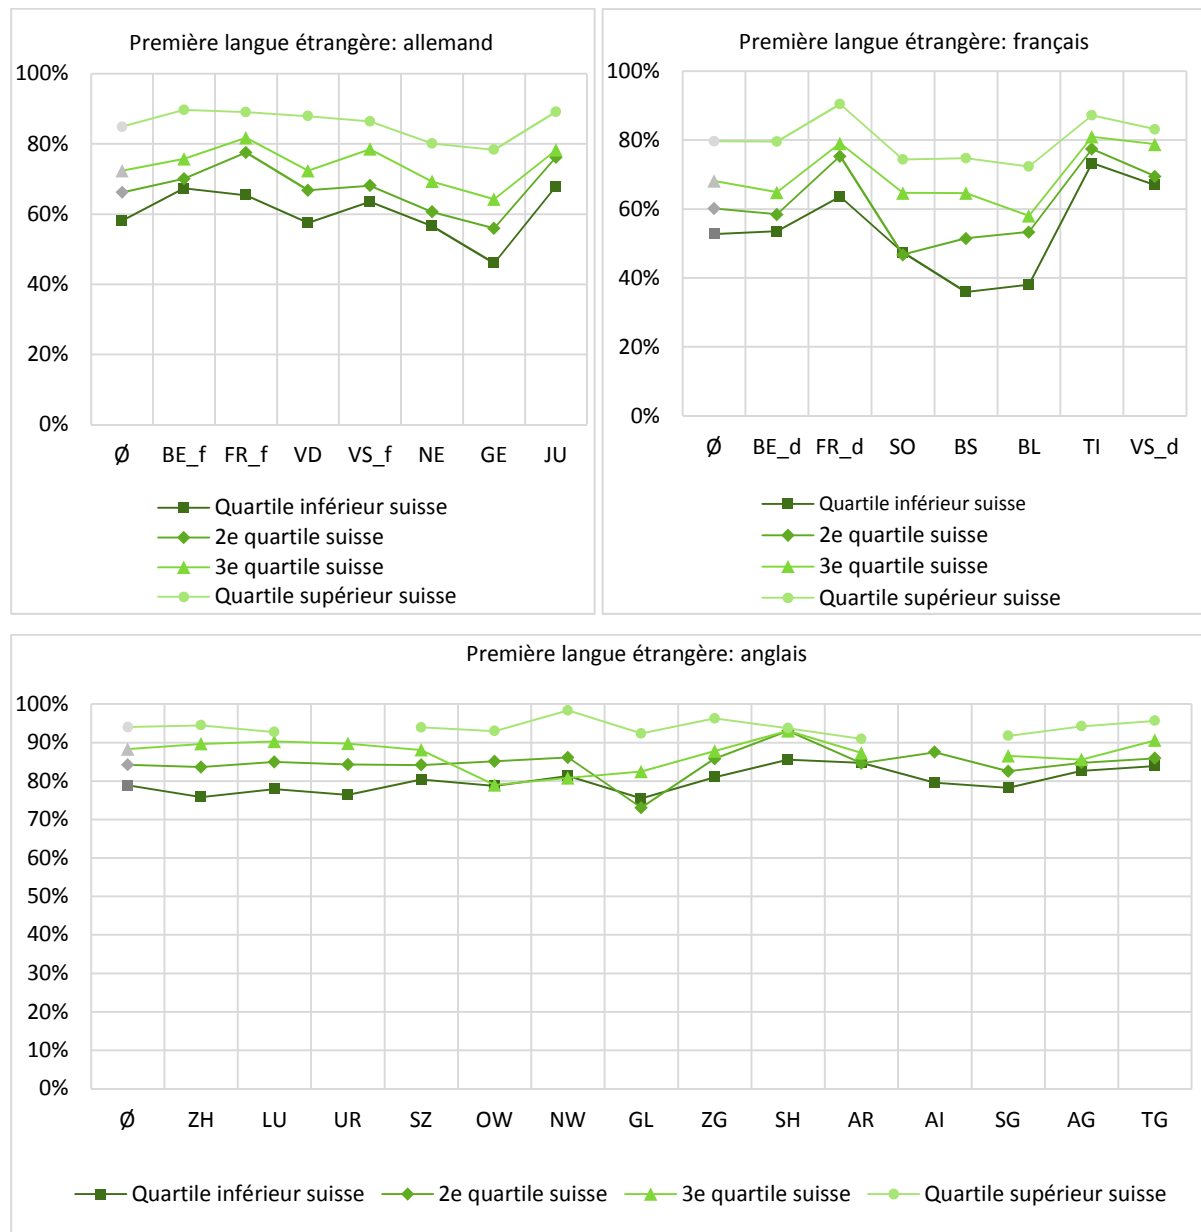 Première langue étrangère: allemand
100%
80%
60%
40%
20%
0%
Ø BE_f FR_f VD VS_f NE GE JU
Quartile inférieur suisse
2e quartile suisse
3e quartile suisse
Quartile supérieur suisse
Première langue étrangère: français
100%
80%
60%
40%
20%
0%
Ø BE_d FR_d SO BS BL TI VS_d
Quartile inférieur suisse
2e quartile suisse
3e quartile suisse
Quartile supérieur suisse
Première langue étrangère: anglais
100%
90%
80%
70%
60%
50%
40%
30%
20%
10%
0%
Ø ZH LU UR SZ OW NW GL ZG SH AR AI SG AG TG
Quartile inférieur suisse 2e quartile suisse 3e quartile suisse Quartile supérieur suisse